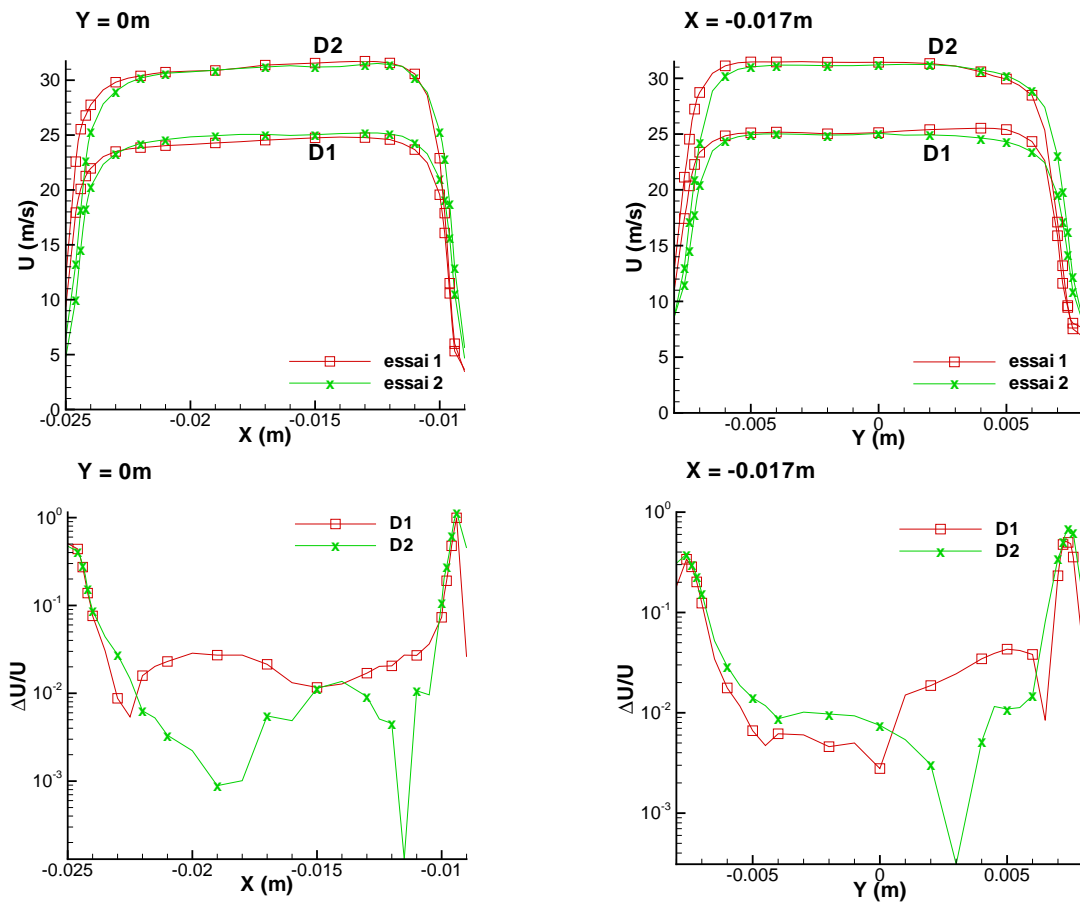 Y = 0m
D2
D1
U (m/s)
30
25
20
15
10
5
0
-0.025
-0.02
-0.015
-0.01
X (m)
essai 1
essai 2
X = -0.017m
D2
D1
U (m/s)
30
25
20
15
10
5
0
-0.005
0
0.005
Y (m)
essai 1
essai 2
Y = 0m
D1
D2
ΔU/U
10^0
10^-1
10^-2
10^-3
-0.025
-0.02
-0.015
-0.01
X (m)
X = -0.017m
D1
D2
ΔU/U
10^0
10^-1
10^-2
10^-3
-0.005
0
0.005
Y (m)